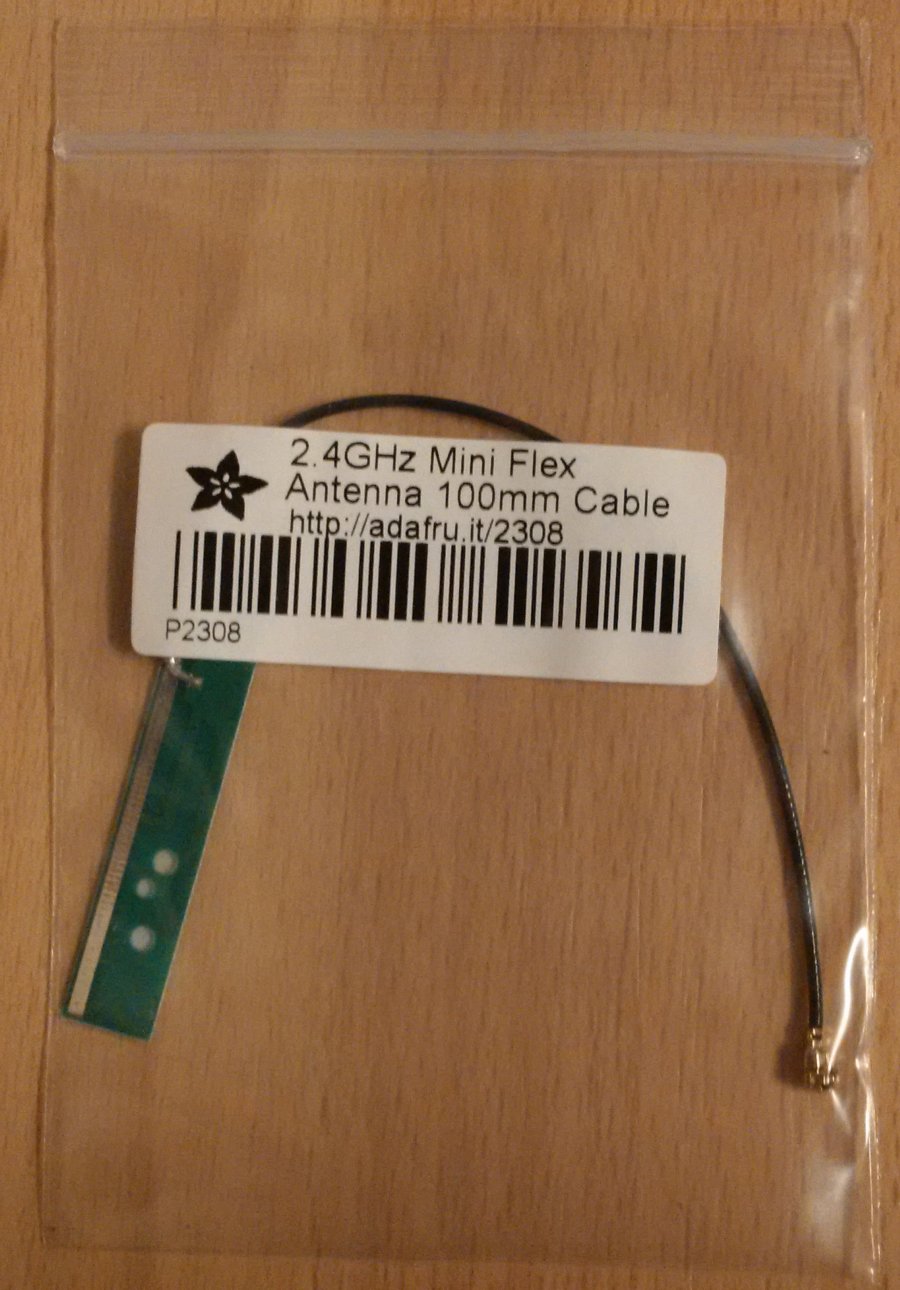 2.4GHz Mini Flex
Antenna 100mm Cable
http://adafru.it/2308
P2308